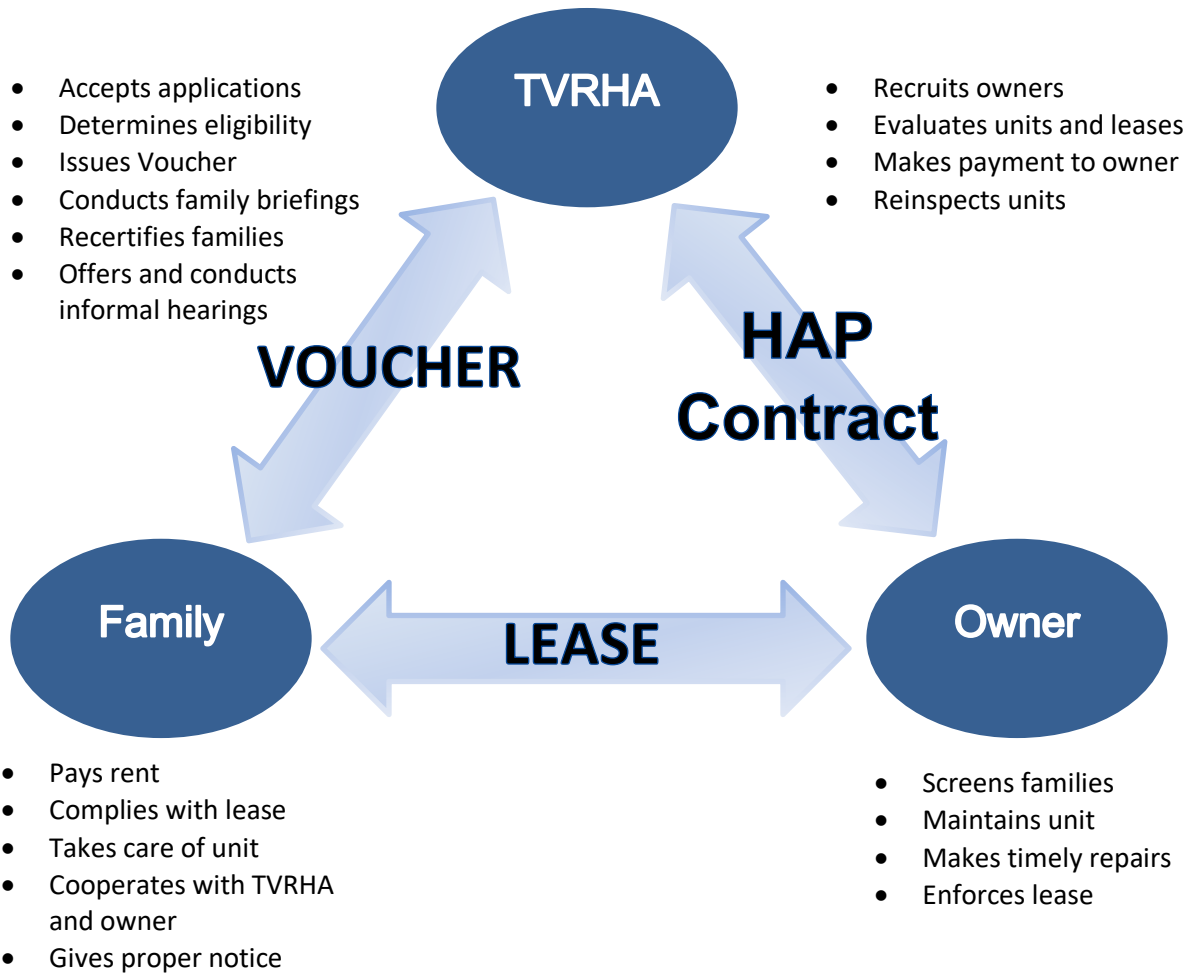 TVRHA
• Accepts applications
• Determines eligibility
• Issues Voucher
• Conducts family briefings
• Recertifies families
• Offers and conducts
informal hearings
• Recruits owners
• Evaluates units and leases
• Makes payment to owner
• Reinspects units
VOUCHER
HAP
Contract
Family
LEASE
Owner
• Pays rent
• Complies with lease
• Takes care of unit
• Cooperates with TVRHA
and owner
• Gives proper notice
• Screens families
• Maintains unit
• Makes timely repairs
• Enforces lease